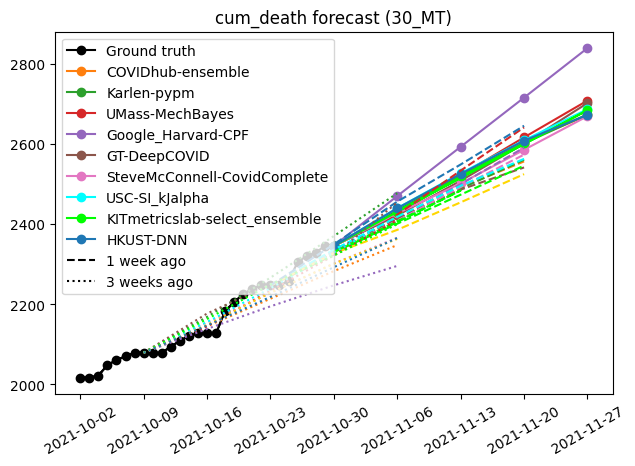 cum_death forecast (30_MT)
2800
2600
2400
2200
2000
Ground truth
COVIDhub-ensemble
Karlen-pypm
UMass-MechBayes
Google_Harvard-CPF
GT-DeepCOVID
SteveMcConnell-CovidComplete
USC-SI_kJalpha
KITmetricslab-select_ensemble
HKUST-DNN
1 week ago
3 weeks ago
2021-10-02
2021-10-09
2021-10-16
2021-10-23
2021-10-30
2021-11-06
2021-11-13
2021-11-20
2021-11-27